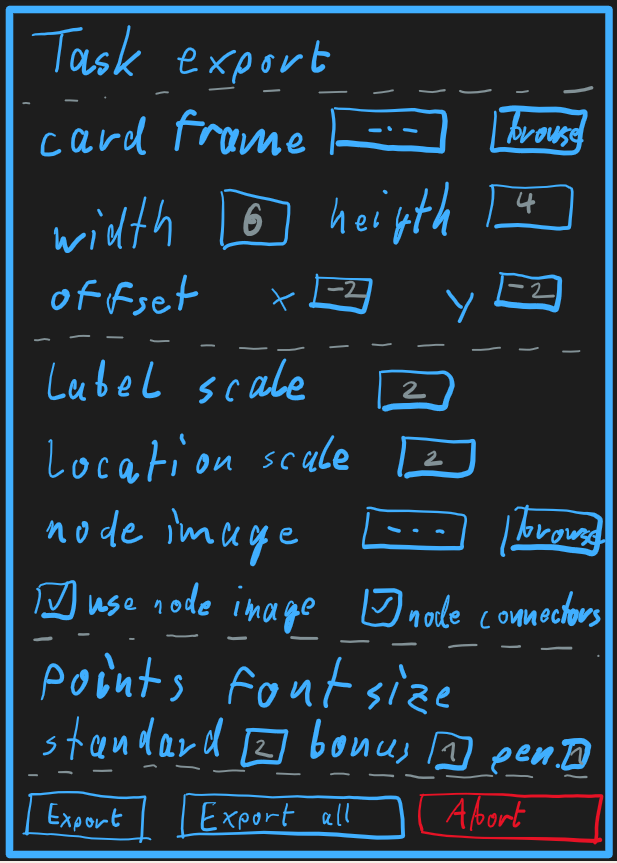 Task export
card frame --- browse
width 6 heigth 4
offset x -2 y -2
Label scale 2
Location scale 2
node image --- browse
use node image node connectors
Points font size
standard 2 bonus 1 pen. 1
Export Export all Abort